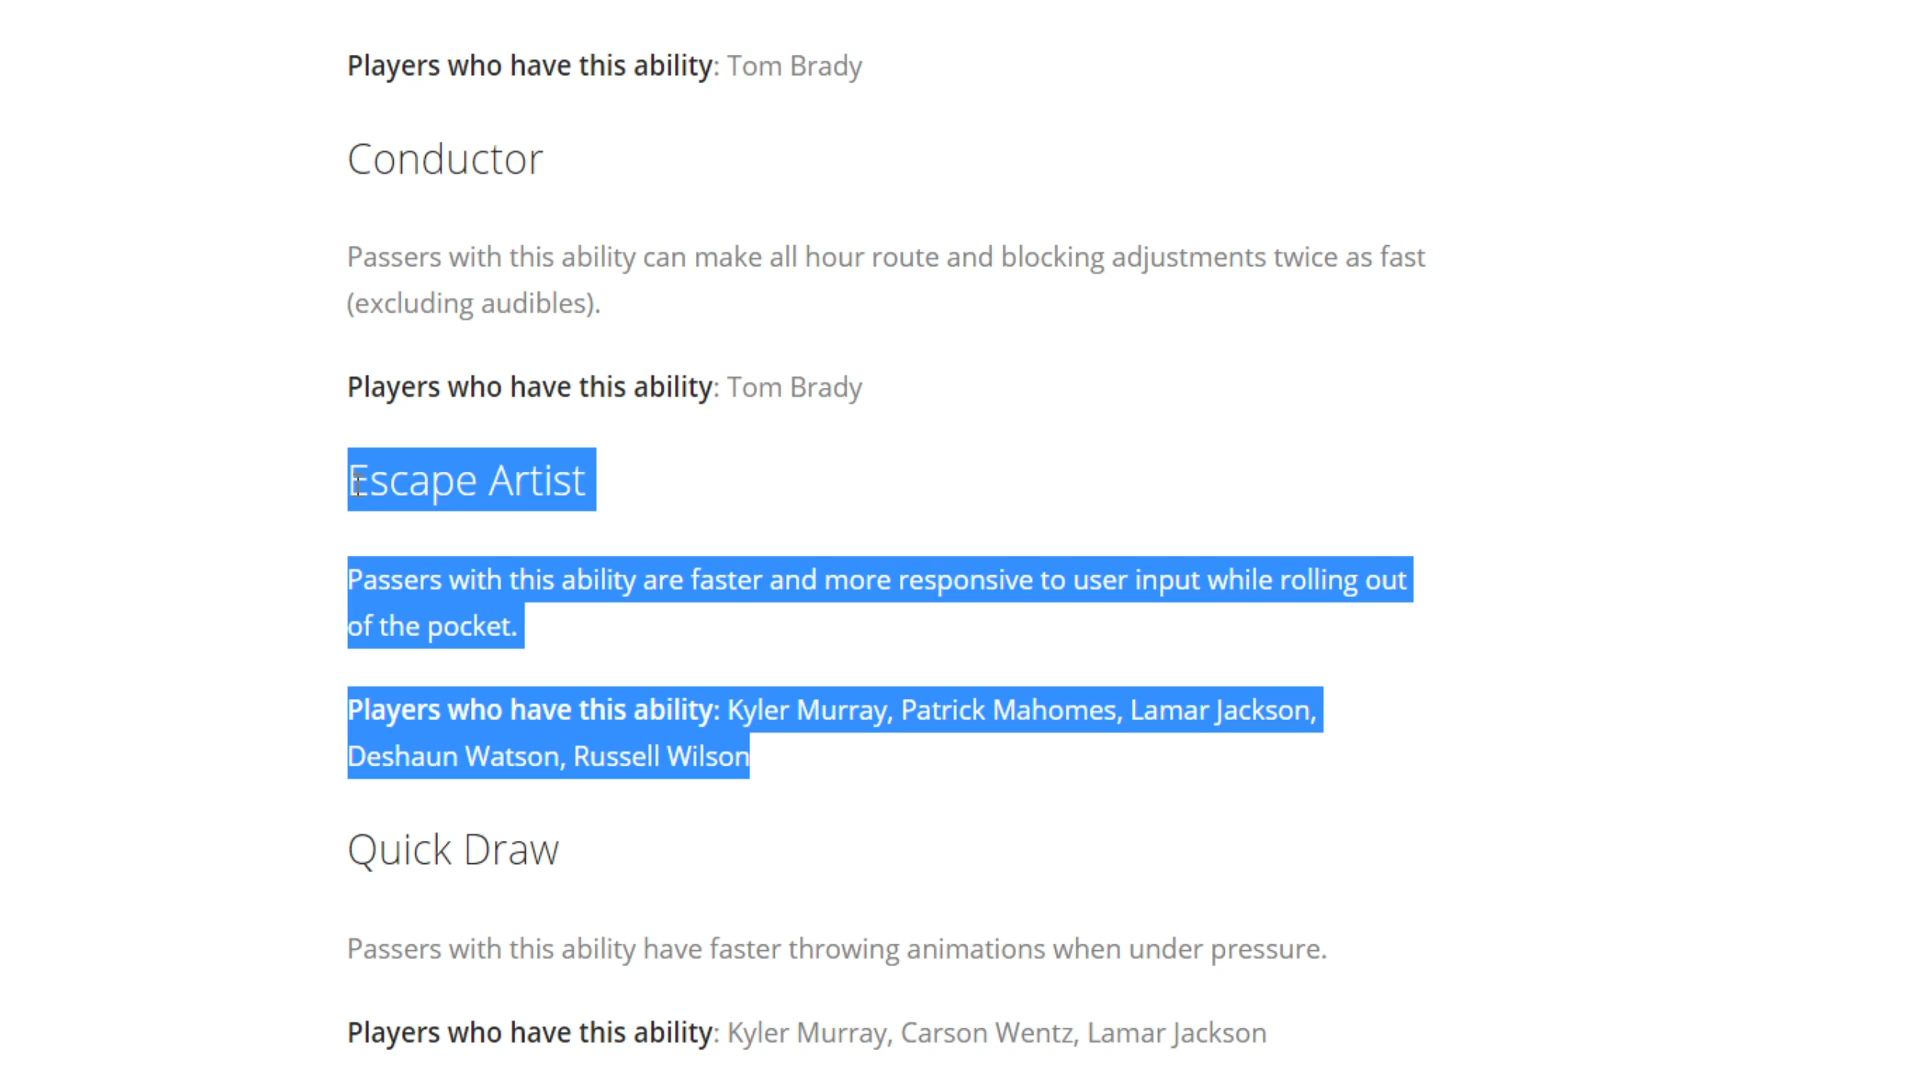 Players who have this ability: Tom Brady
Conductor
Passers with this ability can make all hour route and blocking adjustments twice as fast
(excluding audibles).
Players who have this ability: Tom Brady
Escape Artist
Passers with this ability are faster and more responsive to user input while rolling out
of the pocket.
Players who have this ability: Kyler Murray, Patrick Mahomes, Lamar Jackson,
Deshaun Watson, Russell Wilson
Quick Draw
Passers with this ability have faster throwing animations when under pressure.
Players who have this ability: Kyler Murray, Carson Wentz, Lamar Jackson